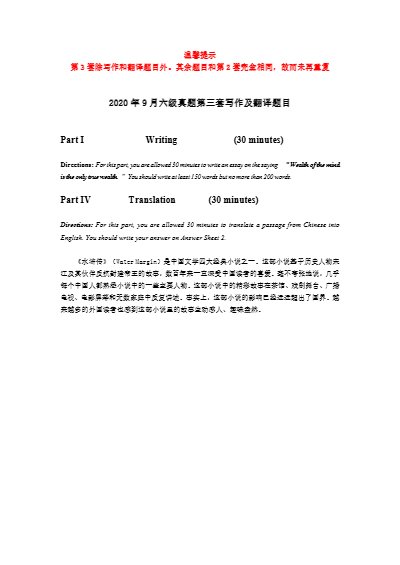 温馨提示
第3套除写作和翻译题目外。其余题目和第2套完全相同，故而未再重复
2020年9月六级真题第三套写作及翻译题目
Part I Writing (30 minutes)
Directions: For this part, you are allowed 30 minutes to write an essay on the saying “Wealth of the mind
is the only true wealth. ” You should write at least 150 words but no more than 200 words.
Part IV Translation (30 minutes)
Directions: For this part, you are allowed 30 minutes to translate a passage from Chinese into
English. You should write your answer on Answer Sheet 2.
《水浒传》(Water Margin)是中国文学四大经典小说之一。这部小说基于历史人物宋
江及其伙伴反抗封建帝王的故事，数百年来一直深受中国读者的喜爱。毫不夸张地说，几乎
每个中国人都熟悉小说中的一些主要人物。这部小说中的精彩故事在茶馆、戏剧舞台、广播
电视、电影屏幕和无数家庭中反复讲述。事实上，这部小说的影响已经远远超出了国界。越
来越多的外国读者也感到这部小说里的故事生动感人、趣味盎然。